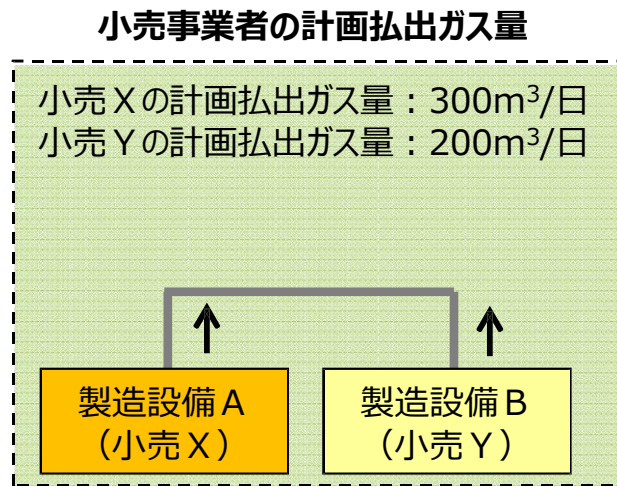 小売事業者の計画払出ガス量
小売Xの計画払出ガス量：300m³/日
小売Yの計画払出ガス量：200m³/日
製造設備A
（小売X）
製造設備B
（小売Y）